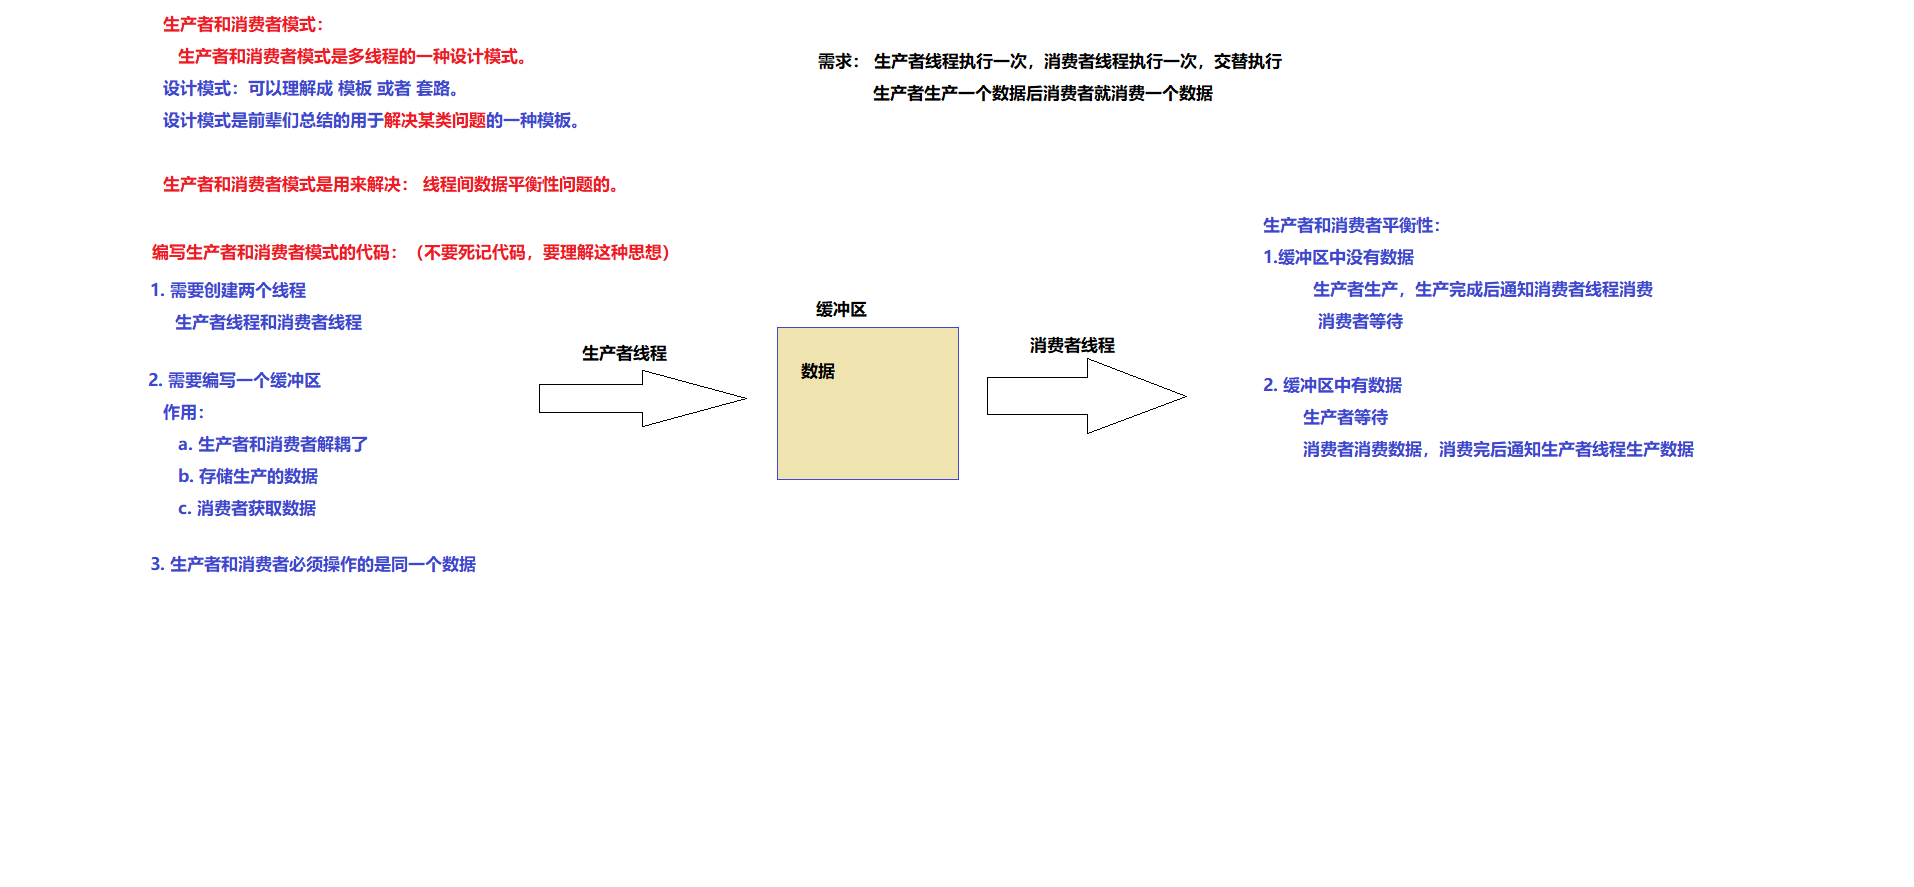 生产者和消费者模式：
生产者和消费者模式是多线程的一种设计模式。
设计模式：可以理解成 模板 或者 套路。
设计模式是前辈们总结的用于解决某类问题的一种模板。
生产者和消费者模式是用来解决： 线程间数据平衡性问题的。
需求： 生产者线程执行一次，消费者线程执行一次，交替执行
生产者生产一个数据后消费者就消费一个数据
编写生产者和消费者模式的代码：（不要死记代码，要理解这种思想）
1. 需要创建两个线程
生产者线程和消费者线程
2. 需要编写一个缓冲区
作用：
a. 生产者和消费者解耦了
b. 存储生产的数据
c. 消费者获取数据
3. 生产者和消费者必须操作的是同一个数据
生产者线程
缓冲区
数据
消费者线程
生产者和消费者平衡性：
1.缓冲区中没有数据
生产者生产，生产完成后通知消费者线程消费
消费者等待
2. 缓冲区中有数据
生产者等待
消费者消费数据，消费完后通知生产者线程生产数据